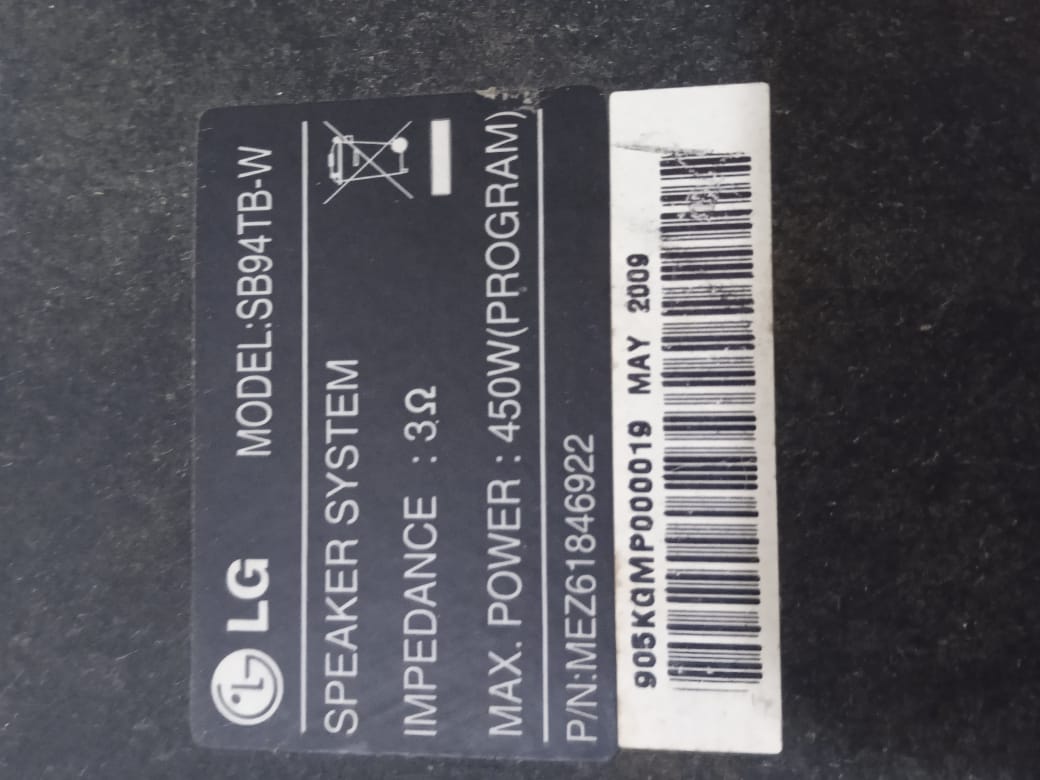 LG MODEL:SB94TB-W
SPEAKER SYSTEM
IMPEDANCE : 3Ω
MAX. POWER : 450W(PROGRAM)
P/N:MEZ61846922
905KGMP000019 MAY 2009